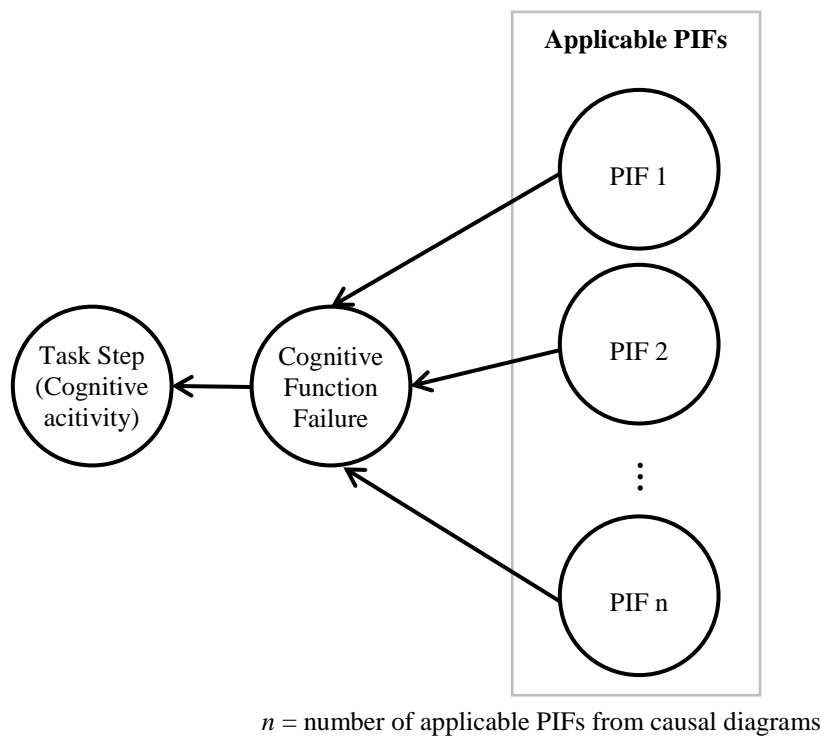 Applicable PIFs
PIF 1
PIF 2
⋮
PIF n
Task Step
(Cognitive
acitivity)
Cognitive
Function
Failure
n = number of applicable PIFs from causal diagrams